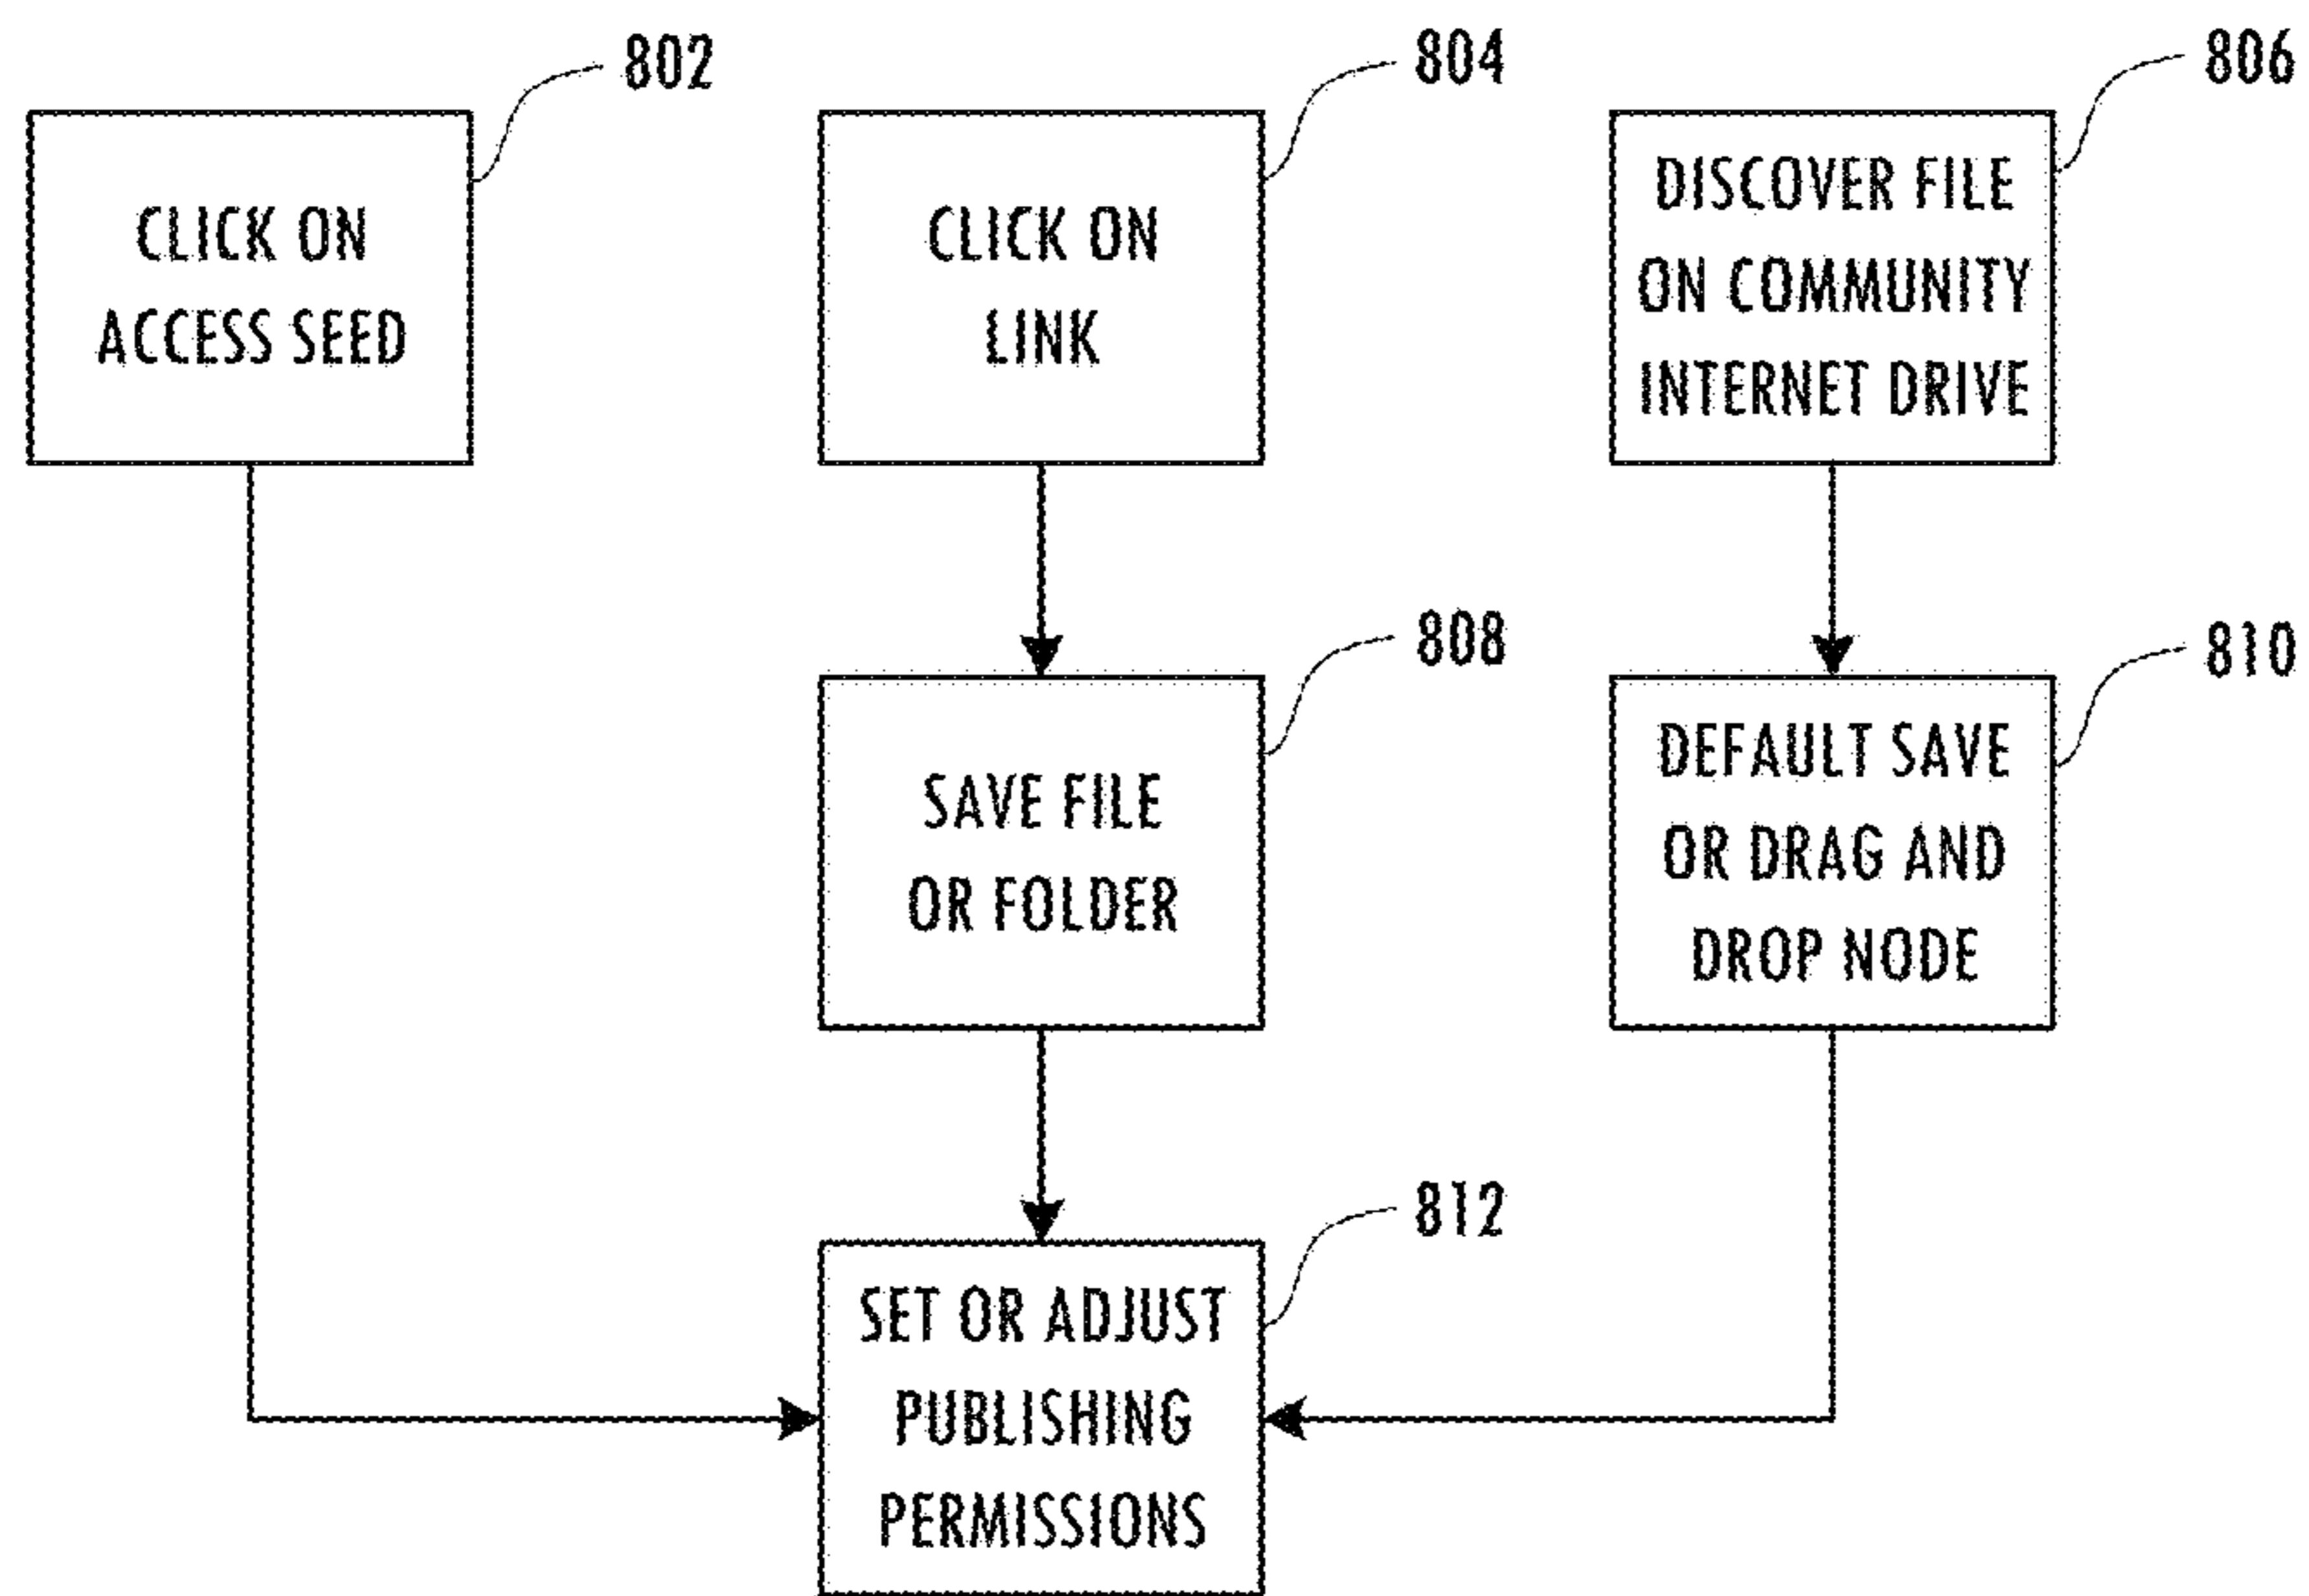 802
CLICK ON
ACCESS SEED
804
CLICK ON
LINK
806
DISCOVER FILE
ON COMMUNITY
INTERNET DRIVE
808
SAVE FILE
OR FOLDER
810
DEFAULT SAVE
OR DRAG AND
DROP NODE
812
SET OR ADJUST
PUBLISHING
PERMISSIONS